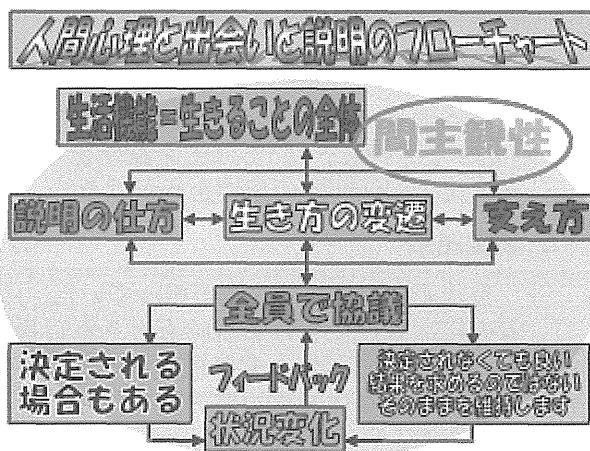 人間心理と出会いと説明のフローチャート
生活機能=生きることの全体
間主観性
説明の仕方
生き方の変遷
支え方
全員で協議
決定される
場合もある
フィードバック
決定されなくても良い
結果を求めるのではない
そのままを維持します
状況変化